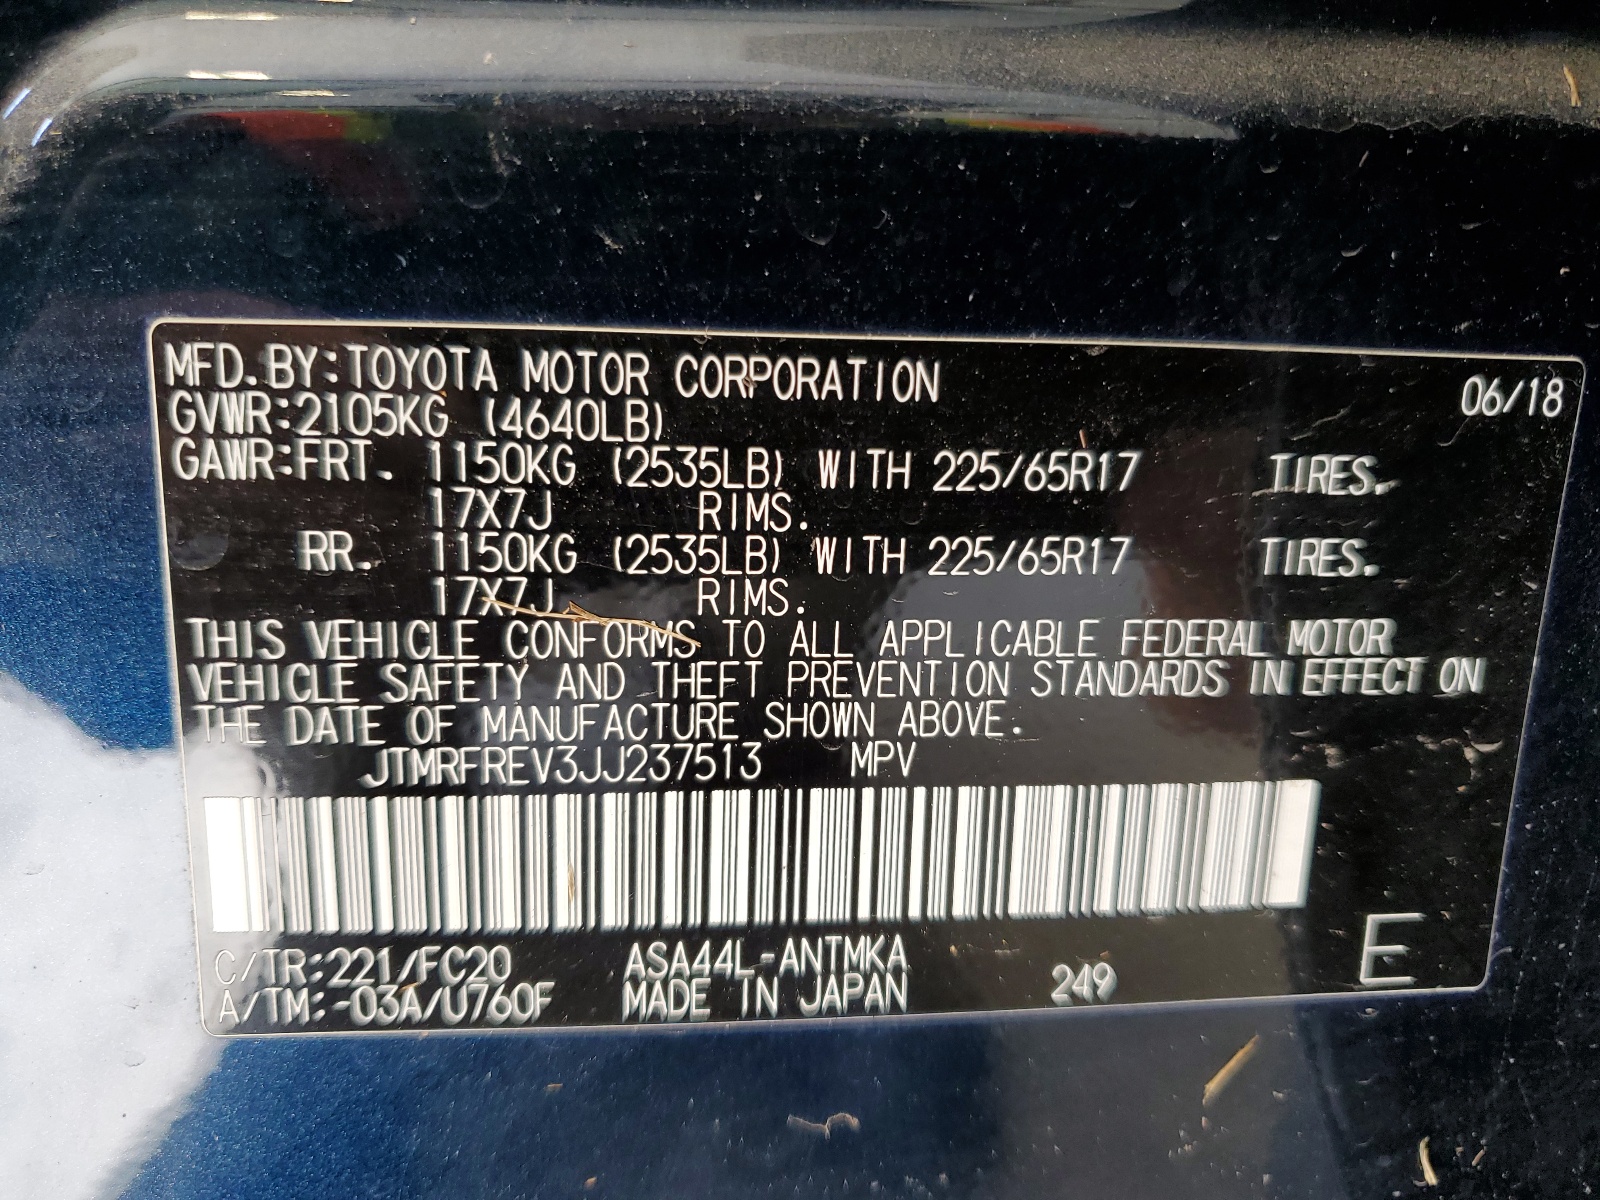 MFD. BY: TOYOTA MOTOR CORPORATION 06/18
GVWR: 2105KG (4640LB)
GAWR: FRT. 1150KG (2535LB) WITH 225/65R17 TIRES.
17X7J RIMS.
RR. 1150KG (2535LB) WITH 225/65R17 TIRES.
17X7J RIMS.
THIS VEHICLE CONFORMS TO ALL APPLICABLE FEDERAL MOTOR
VEHICLE SAFETY AND THEFT PREVENTION STANDARDS IN EFFECT ON
THE DATE OF MANUFACTURE SHOWN ABOVE.
JTMRFREV3JJ237513 MPV
C/TR: 221/FC20 ASA44L-ANTMKA
A/TM: -03A/U760F MADE IN JAPAN 249 E